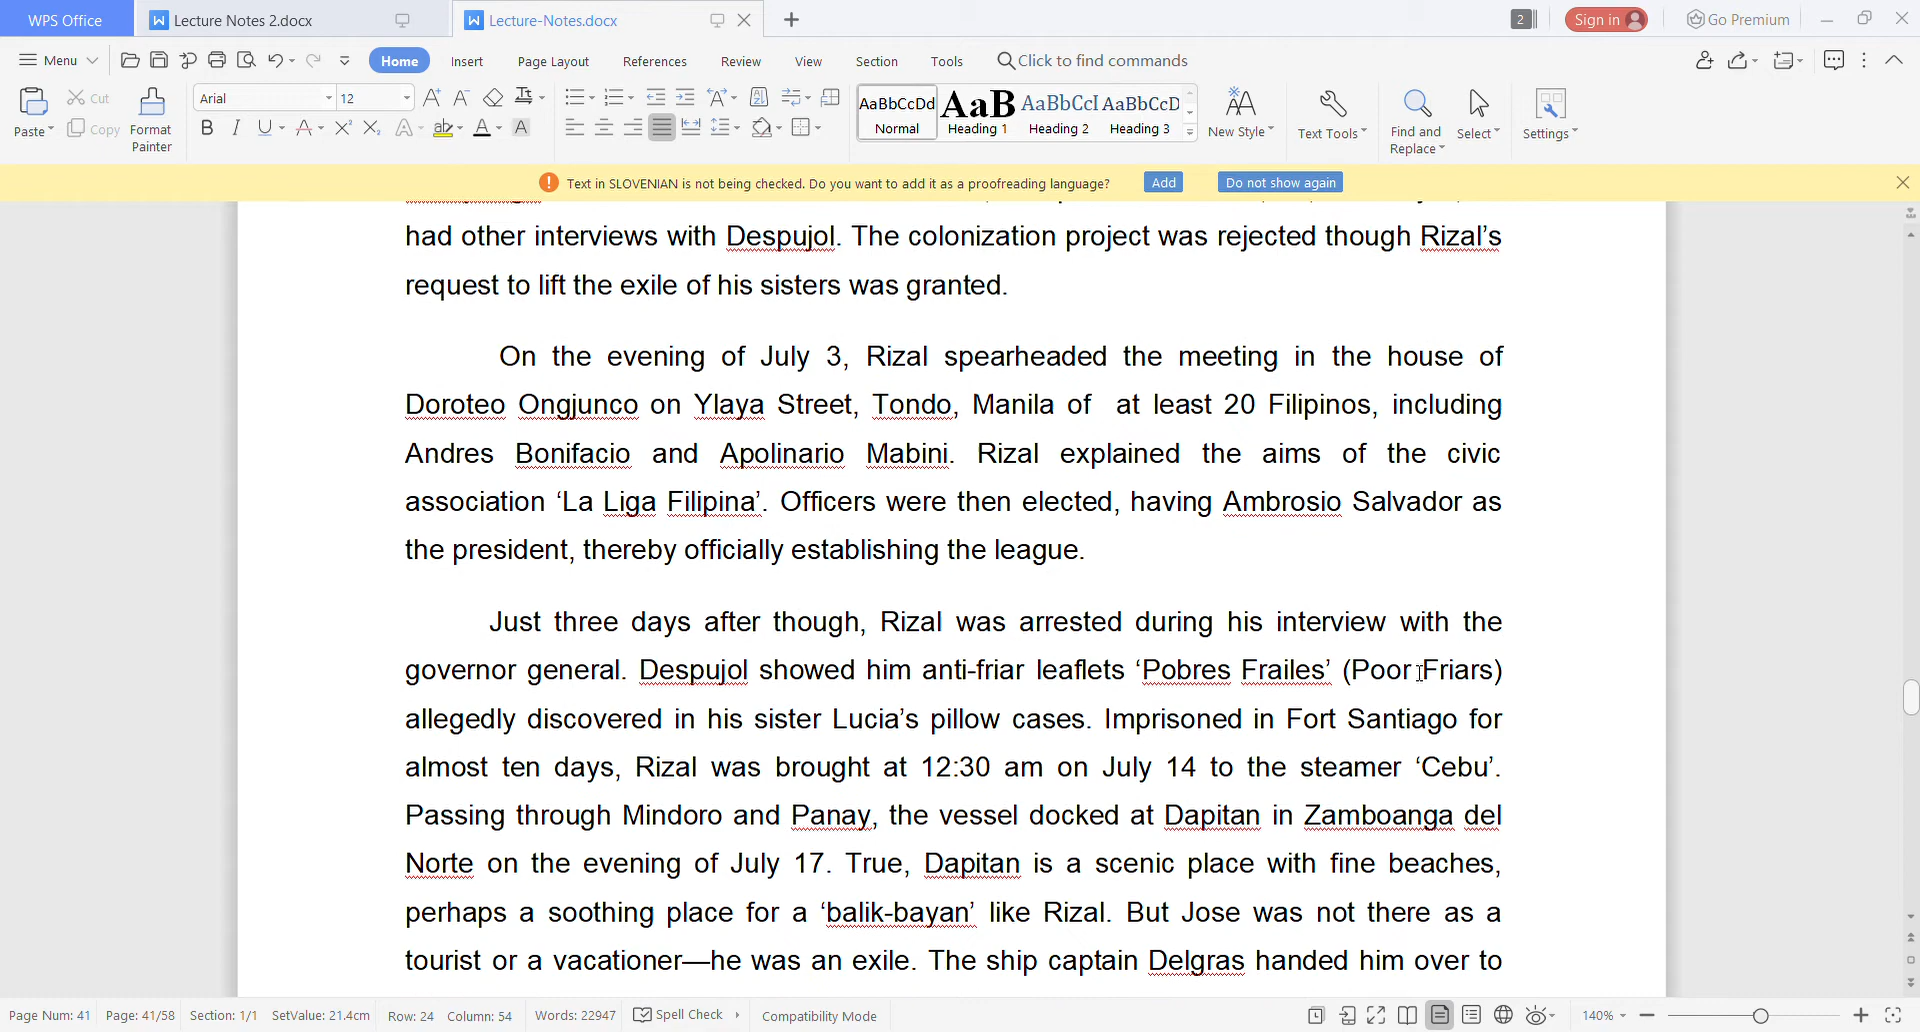 WPS Office Lecture Notes 2.docx Lecture-Notes.docx 2 Sign in Go Premium
Menu Home Insert Page Layout References Review View Section Tools Click to find commands
Paste Cut Copy Format Painter Arial 12 AaBbCcDd AaB AaBbCcI AaBbCcD
Normal Heading 1 Heading 2 Heading 3 New Style Text Tools Find and Replace Select Settings
Text in SLOVENIAN is not being checked. Do you want to add it as a proofreading language? Add Do not show again
had other interviews with Despujol. The colonization project was rejected though Rizal’s
request to lift the exile of his sisters was granted.
On the evening of July 3, Rizal spearheaded the meeting in the house of
Doroteo Ongjunco on Ylaya Street, Tondo, Manila of at least 20 Filipinos, including
Andres Bonifacio and Apolinario Mabini. Rizal explained the aims of the civic
association ‘La Liga Filipina’. Officers were then elected, having Ambrosio Salvador as
the president, thereby officially establishing the league.
Just three days after though, Rizal was arrested during his interview with the
governor general. Despujol showed him anti-friar leaflets ‘Pobres Frailes’ (Poor Friars)
allegedly discovered in his sister Lucia’s pillow cases. Imprisoned in Fort Santiago for
almost ten days, Rizal was brought at 12:30 am on July 14 to the steamer ‘Cebu’.
Passing through Mindoro and Panay, the vessel docked at Dapitan in Zamboanga del
Norte on the evening of July 17. True, Dapitan is a scenic place with fine beaches,
perhaps a soothing place for a ‘balik-bayan’ like Rizal. But Jose was not there as a
tourist or a vacationer—he was an exile. The ship captain Delgras handed him over to
Page Num: 41 Page: 41/58 Section: 1/1 SetValue: 21.4cm Row: 24 Column: 54 Words: 22947 Spell Check Compatibility Mode 140%